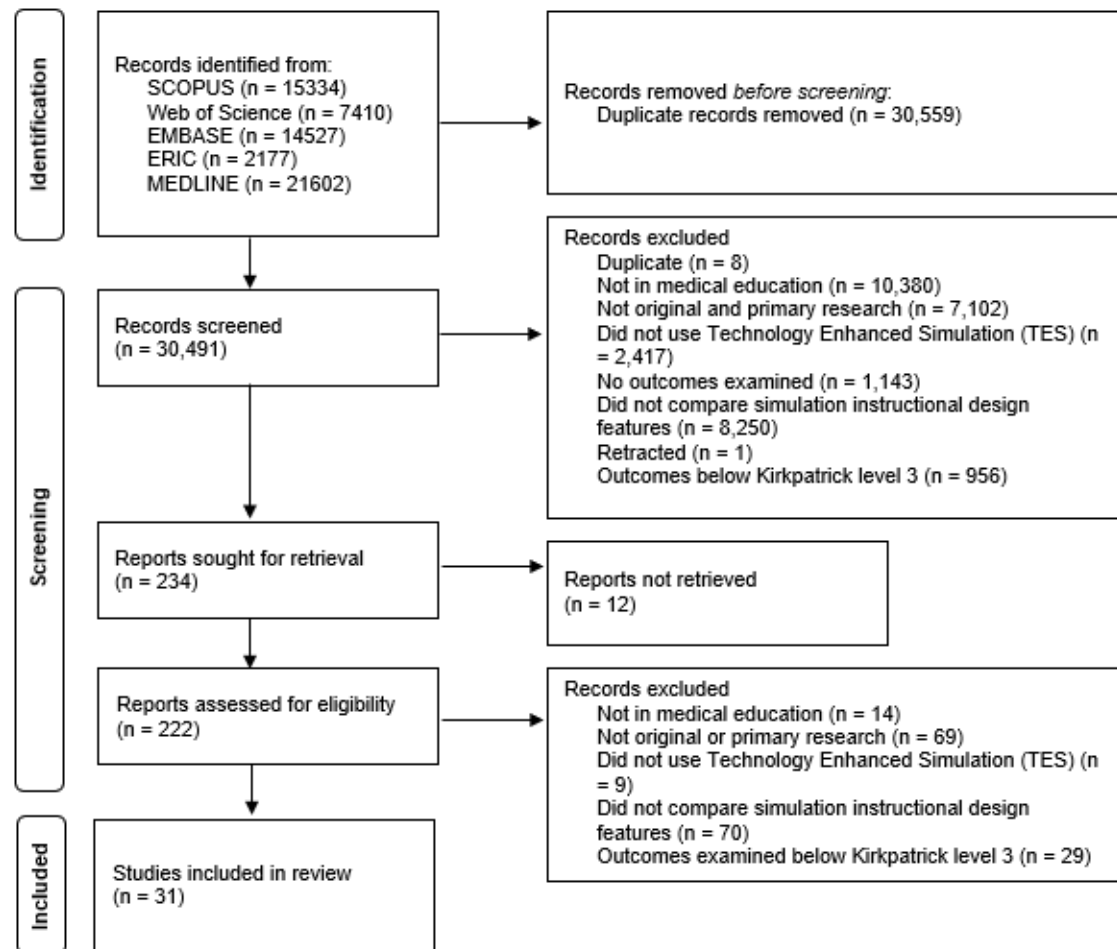 Identification
Records identified from:
SCOPUS (n = 15334)
Web of Science (n = 7410)
EMBASE (n = 14527)
ERIC (n = 2177)
MEDLINE (n = 21602)
Records removed before screening:
Duplicate records removed (n = 30,559)
Screening
Records screened
(n = 30,491)
Records excluded
Duplicate (n = 8)
Not in medical education (n = 10,380)
Not original and primary research (n = 7,102)
Did not use Technology Enhanced Simulation (TES) (n
= 2,417)
No outcomes examined (n = 1,143)
Did not compare simulation instructional design
features (n = 8,250)
Retracted (n = 1)
Outcomes below Kirkpatrick level 3 (n = 956)
Reports sought for retrieval
(n = 234)
Reports not retrieved
(n = 12)
Reports assessed for eligibility
(n = 222)
Records excluded
Not in medical education (n = 14)
Not original or primary research (n = 69)
Did not use Technology Enhanced Simulation (TES) (n
= 9)
Did not compare simulation instructional design
features (n = 70)
Outcomes examined below Kirkpatrick level 3 (n = 29)
Included
Studies included in review
(n = 31)